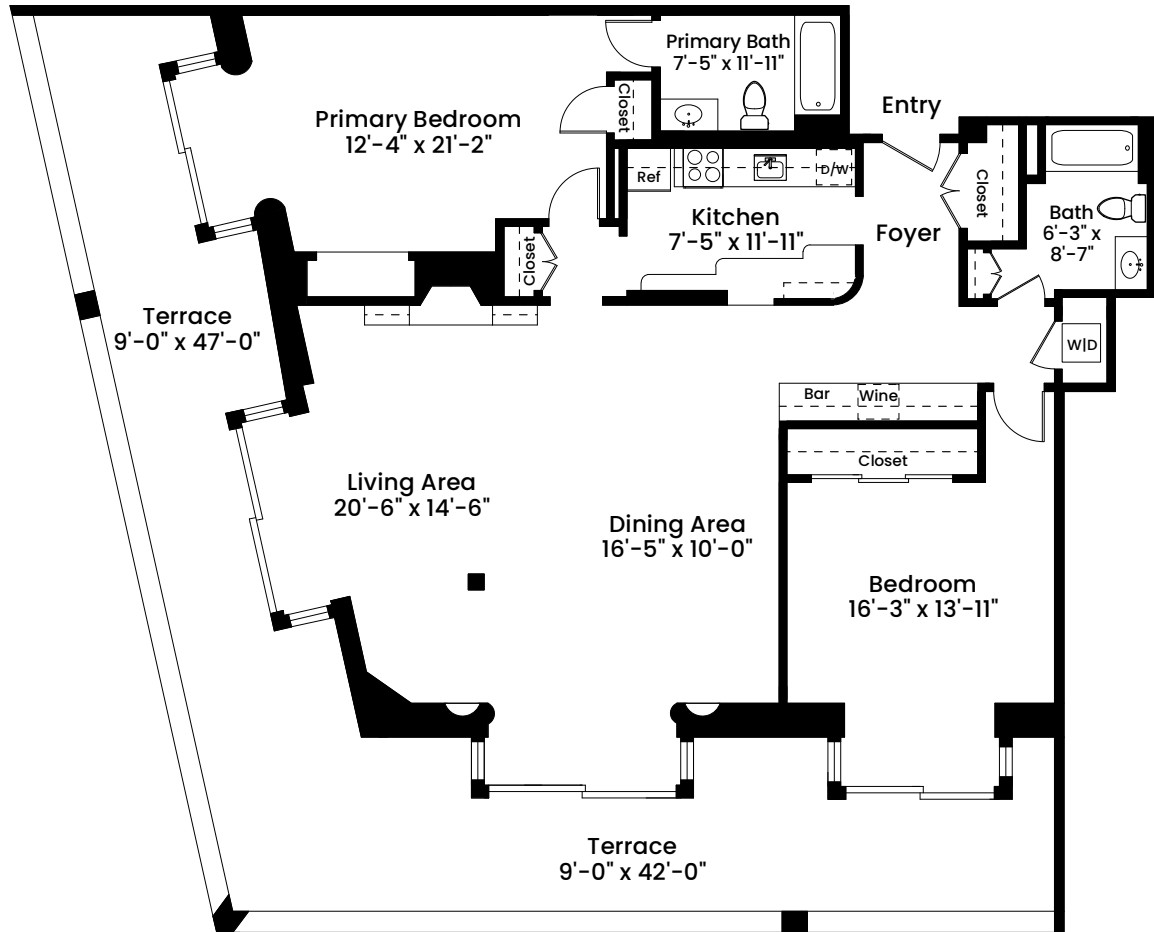 Primary Bath
7'-5" x 11'-11"
Closet
Primary Bedroom
12'-4" x 21'-2"
Entry
Ref
D/W
Closet
Kitchen
7'-5" x 11'-11"
Foyer
Bath
6'-3" x
8'-7"
Closet
Terrace
9'-0" x 47'-0"
W|D
Bar
Wine
Closet
Living Area
20'-6" x 14'-6"
Dining Area
16'-5" x 10'-0"
Bedroom
16'-3" x 13'-11"
Terrace
9'-0" x 42'-0"